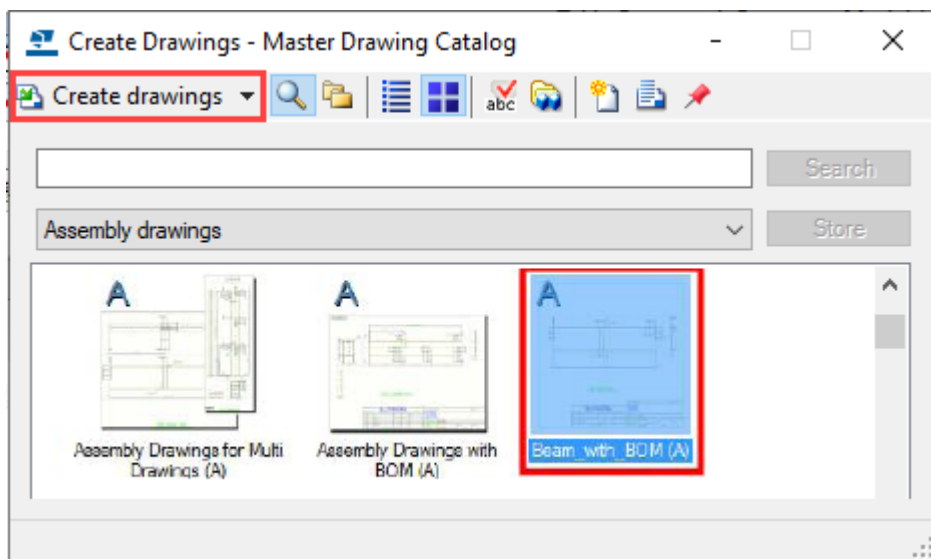 Create Drawings - Master Drawing Catalog
Create drawings
abc
Search
Assembly drawings
Store
A
A
A
Assembly Drawings for Multi
Drawings (A)
Assembly Drawings with
BOM (A)
Beam_with_BOM (A)